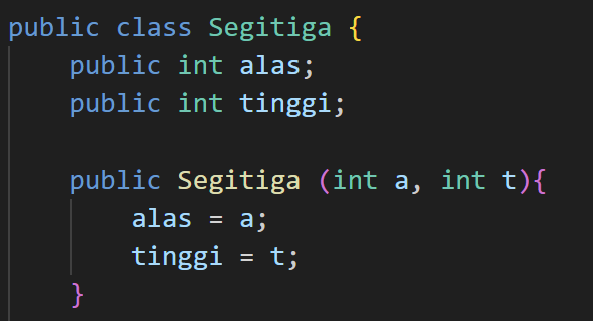 public class Segitiga {
    public int alas;
    public int tinggi;

    public Segitiga (int a, int t){
        alas = a;
        tinggi = t;
    }